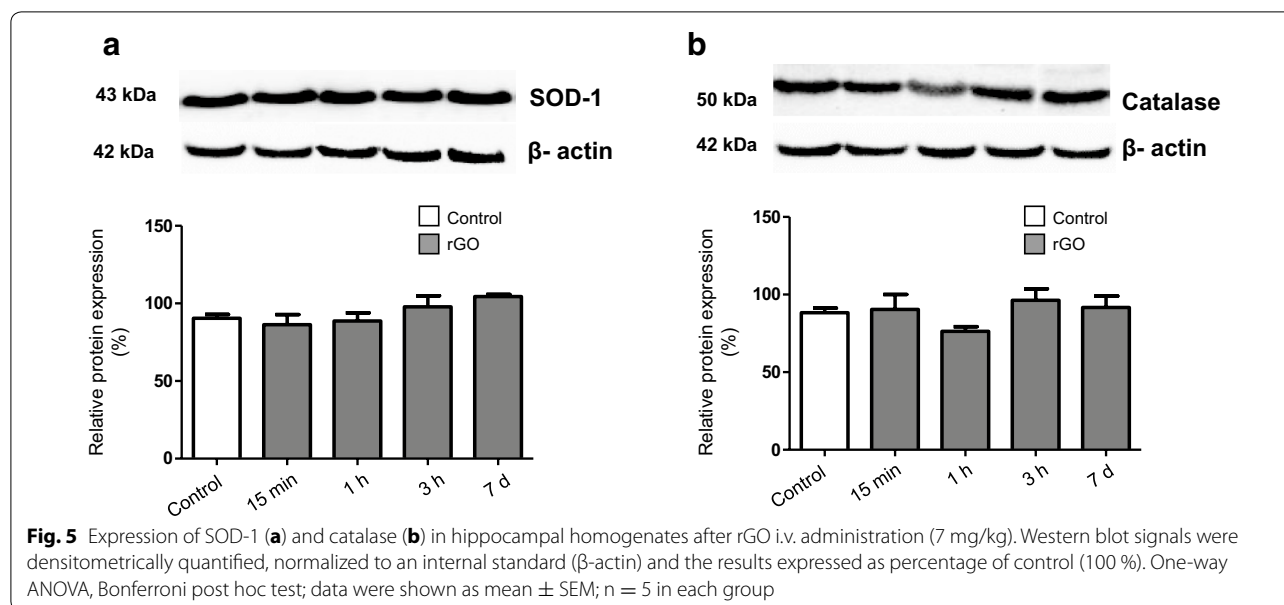 a
43 kDa
SOD-1
42 kDa
β- actin
Control
rGO
Relative protein expression
(%)
150
100
50
0
Control
15 min
1 h
3 h
7 d
b
50 kDa
Catalase
42 kDa
β- actin
Control
rGO
Relative protein expression
(%)
150
100
50
0
Control
15 min
1 h
3 h
7 d
Fig. 5 Expression of SOD-1 (a) and catalase (b) in hippocampal homogenates after rGO i.v. administration (7 mg/kg). Western blot signals were
densitometrically quantified, normalized to an internal standard (β-actin) and the results expressed as percentage of control (100 %). One-way
ANOVA, Bonferroni post hoc test; data were shown as mean ± SEM; n = 5 in each group